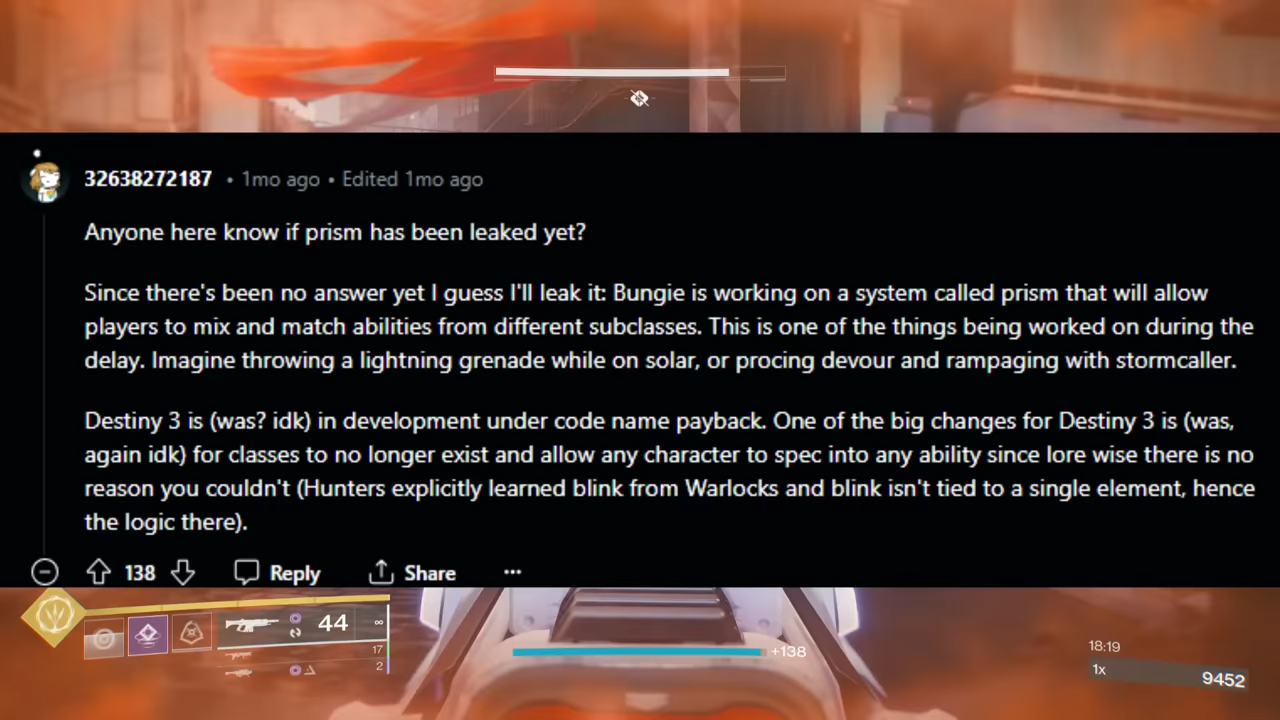 32638272187 • 1mo ago • Edited 1mo ago
Anyone here know if prism has been leaked yet?
Since there's been no answer yet I guess I'll leak it: Bungie is working on a system called prism that will allow
players to mix and match abilities from different subclasses. This is one of the things being worked on during the
delay. Imagine throwing a lightning grenade while on solar, or procing devour and rampaging with stormcaller.
Destiny 3 is (was? idk) in development under code name payback. One of the big changes for Destiny 3 is (was,
again idk) for classes to no longer exist and allow any character to spec into any ability since lore wise there is no
reason you couldn't (Hunters explicitly learned blink from Warlocks and blink isn't tied to a single element, hence
the logic there).
138 Reply Share ...
44 ∞
17
2
+138
18:19
1x 9452